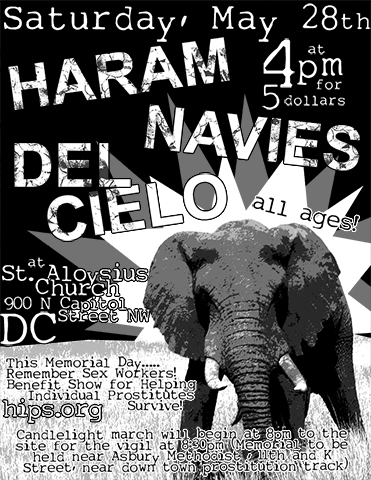 Saturday, May 28th
at
4pm
for
5 dollars
HARAM
NAVIES
DEL
CIELO
all ages!
at
St. Aloysius
Church
900 N Capitol
Street NW
DC
This Memorial Day.....
Remember Sex Workers!
Benefit Show for Helping
Individual Prostitutes
Survive!
hips.org
Candlelight march will begin at 8pm to the
site for the vigil at 8:30pm (Memorial to be
held near Asbury Methodist, 11th and K
Street, near down town prostitution track)